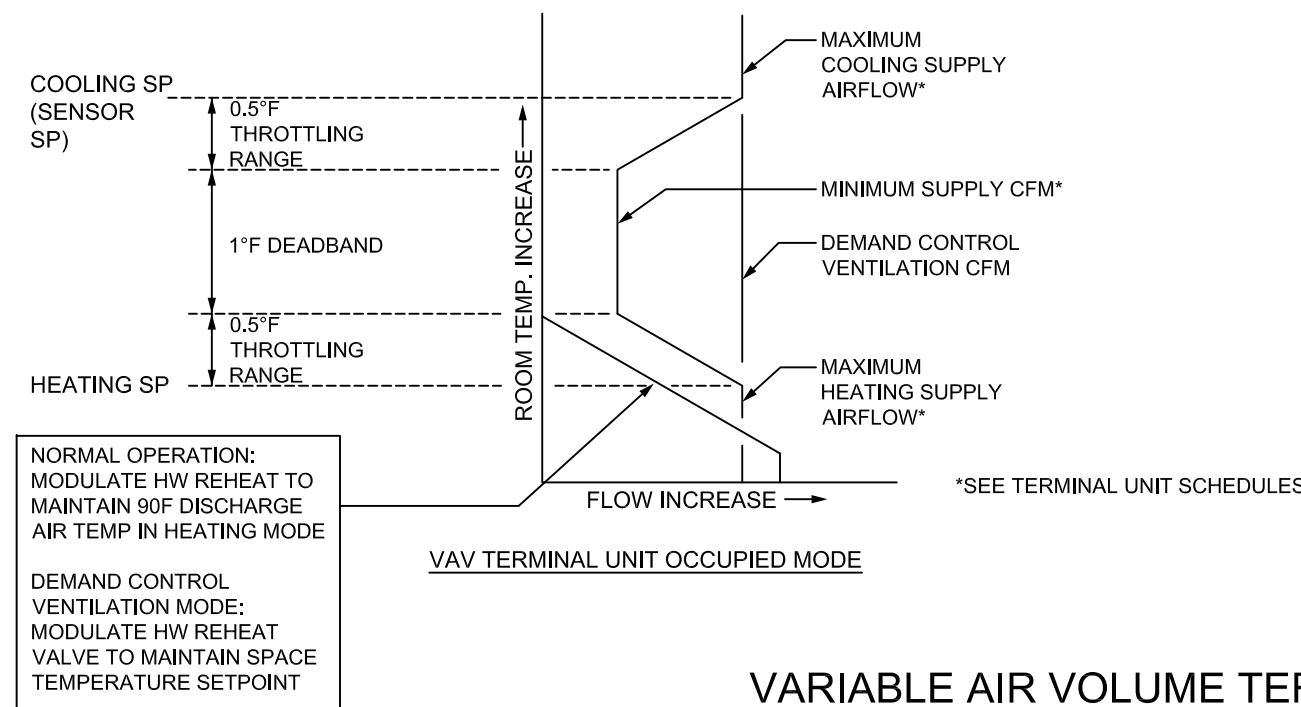 COOLING SP
(SENSOR
SP)
0.5°F
THROTTLING
RANGE
1°F DEADBAND
0.5°F
THROTTLING
RANGE
HEATING SP
ROOM TEMP. INCREASE
MAXIMUM
COOLING SUPPLY
AIRFLOW*
MINIMUM SUPPLY CFM*
DEMAND CONTROL
VENTILATION CFM
MAXIMUM
HEATING SUPPLY
AIRFLOW*
FLOW INCREASE
*SEE TERMINAL UNIT SCHEDULES
NORMAL OPERATION:
MODULATE HW REHEAT TO
MAINTAIN 90F DISCHARGE
AIR TEMP IN HEATING MODE
DEMAND CONTROL
VENTILATION MODE:
MODULATE HW REHEAT
VALVE TO MAINTAIN SPACE
TEMPERATURE SETPOINT
VAV TERMINAL UNIT OCCUPIED MODE
VARIABLE AIR VOLUME